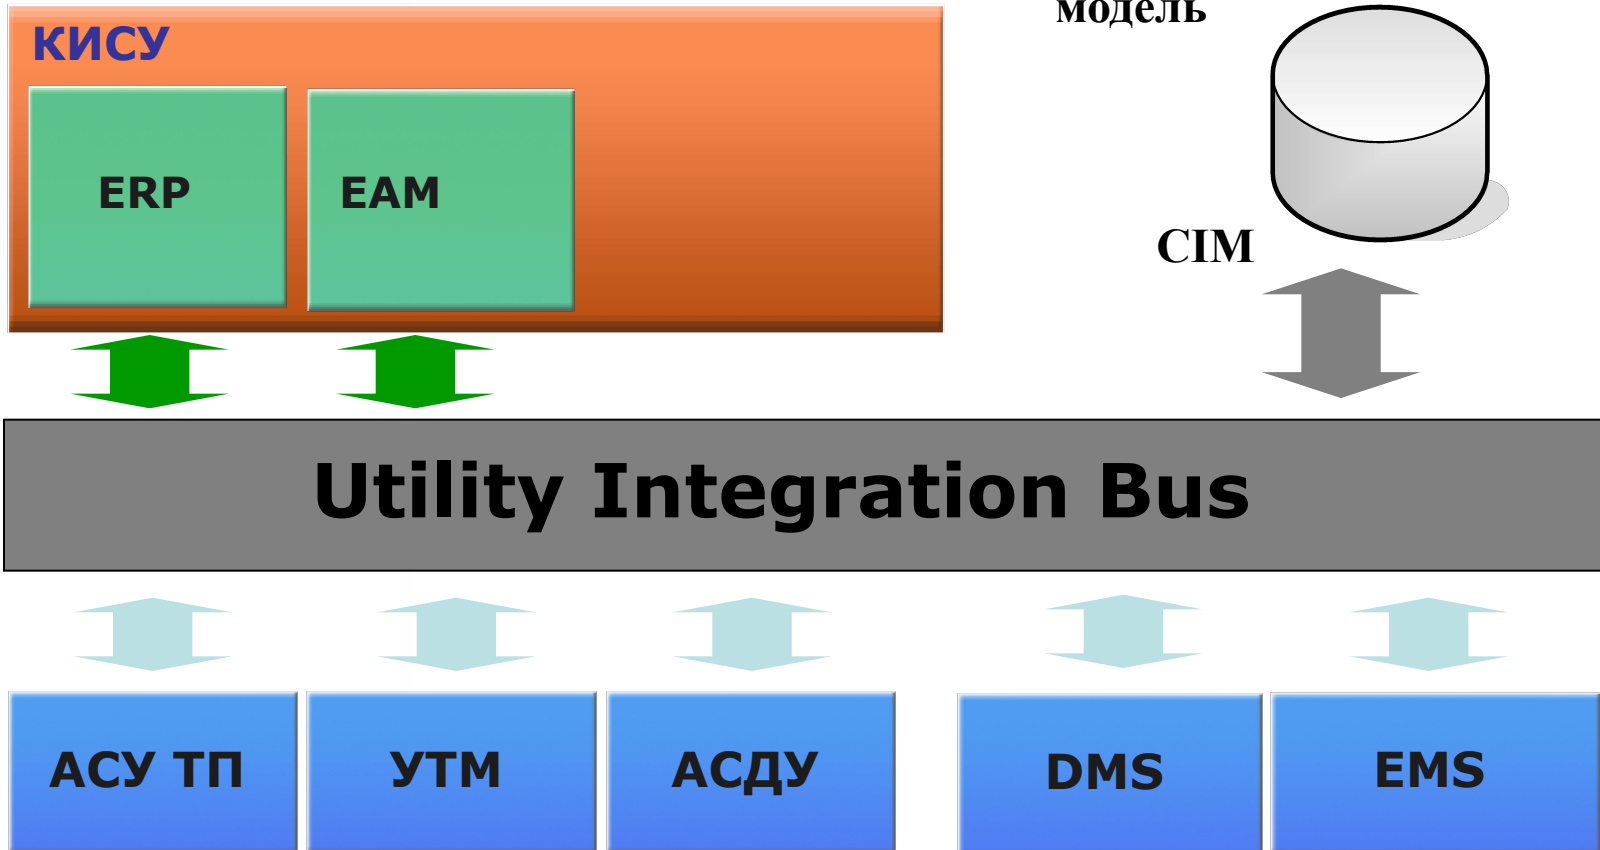 модель
КИСУ
ERP
EAM
CIM
Utility Integration Bus
АСУ ТП
УТМ
АСДУ
DMS
EMS